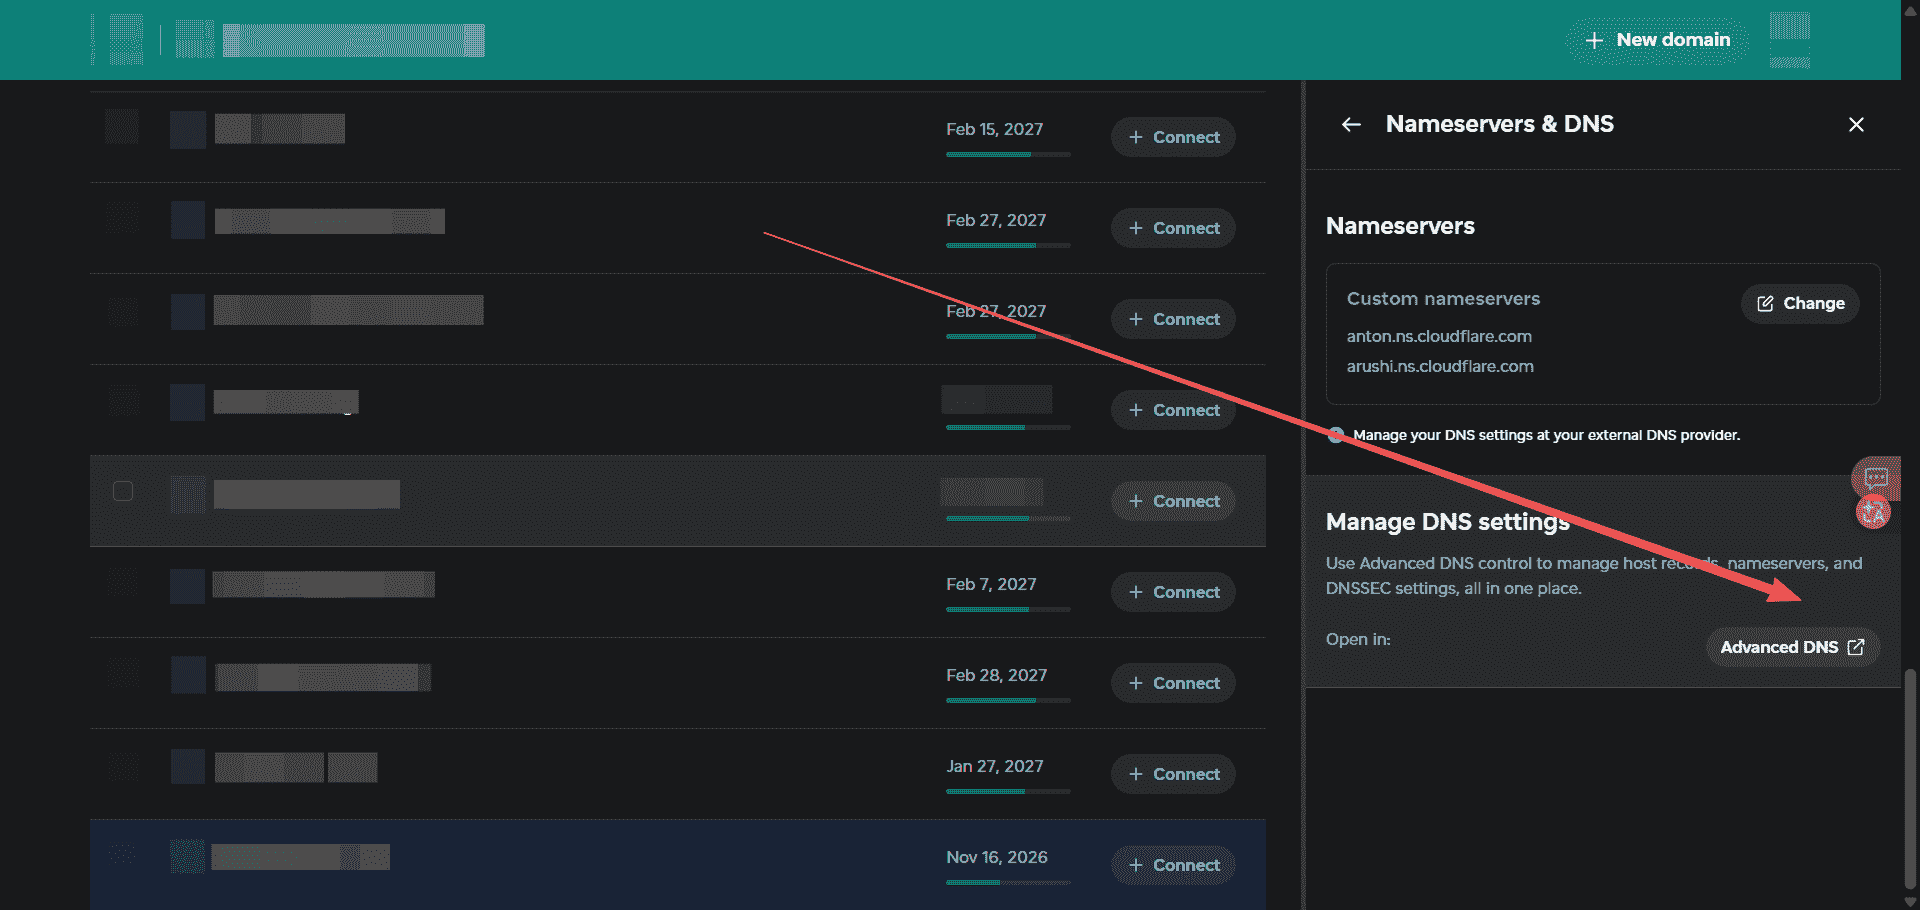 New domain
Feb 15, 2027
Connect
Feb 27, 2027
Connect
Feb 27, 2027
Connect
Connect
Connect
Feb 7, 2027
Connect
Feb 28, 2027
Connect
Jan 27, 2027
Connect
Nov 16, 2026
Connect
Nameservers & DNS
Nameservers
Custom nameservers
Change
anton.ns.cloudflare.com
arushi.ns.cloudflare.com
Manage your DNS settings at your external DNS provider.
Manage DNS settings
Use Advanced DNS control to manage host records, nameservers, and
DNSSEC settings, all in one place.
Open in:
Advanced DNS